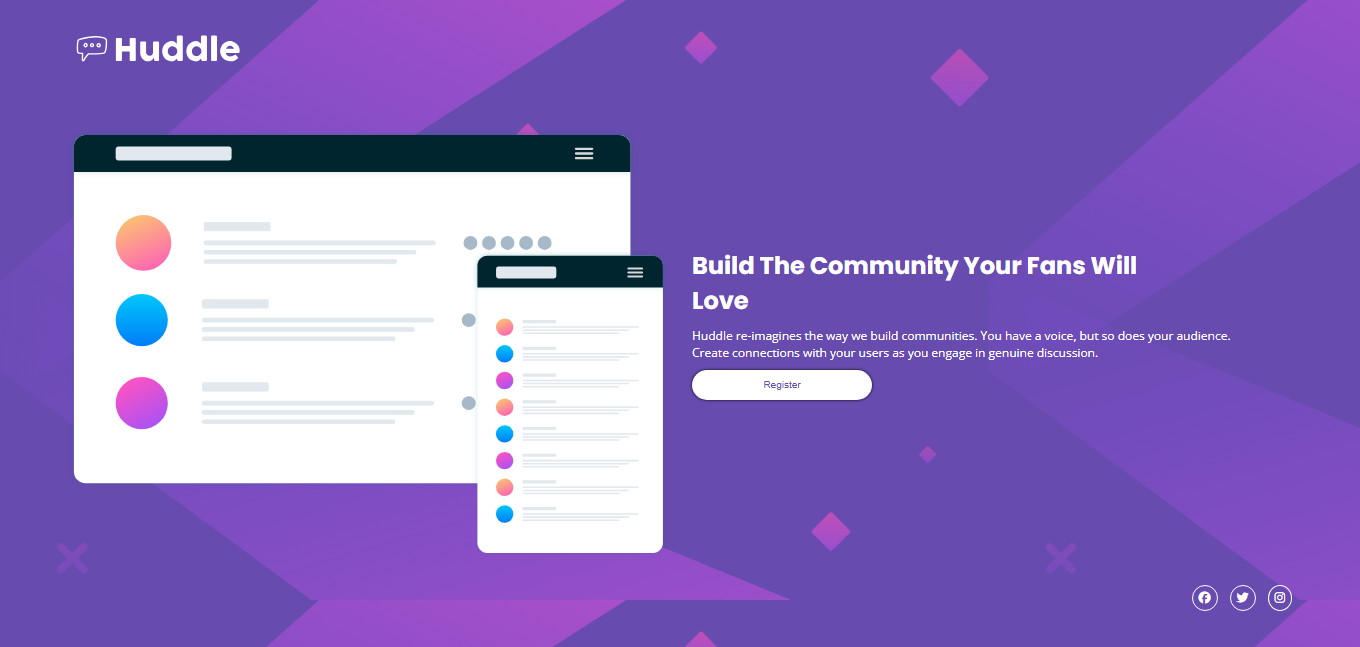 Huddle
Build The Community Your Fans Will
Love
Huddle re-imagines the way we build communities. You have a voice, but so does your audience.
Create connections with your users as you engage in genuine discussion.
Register